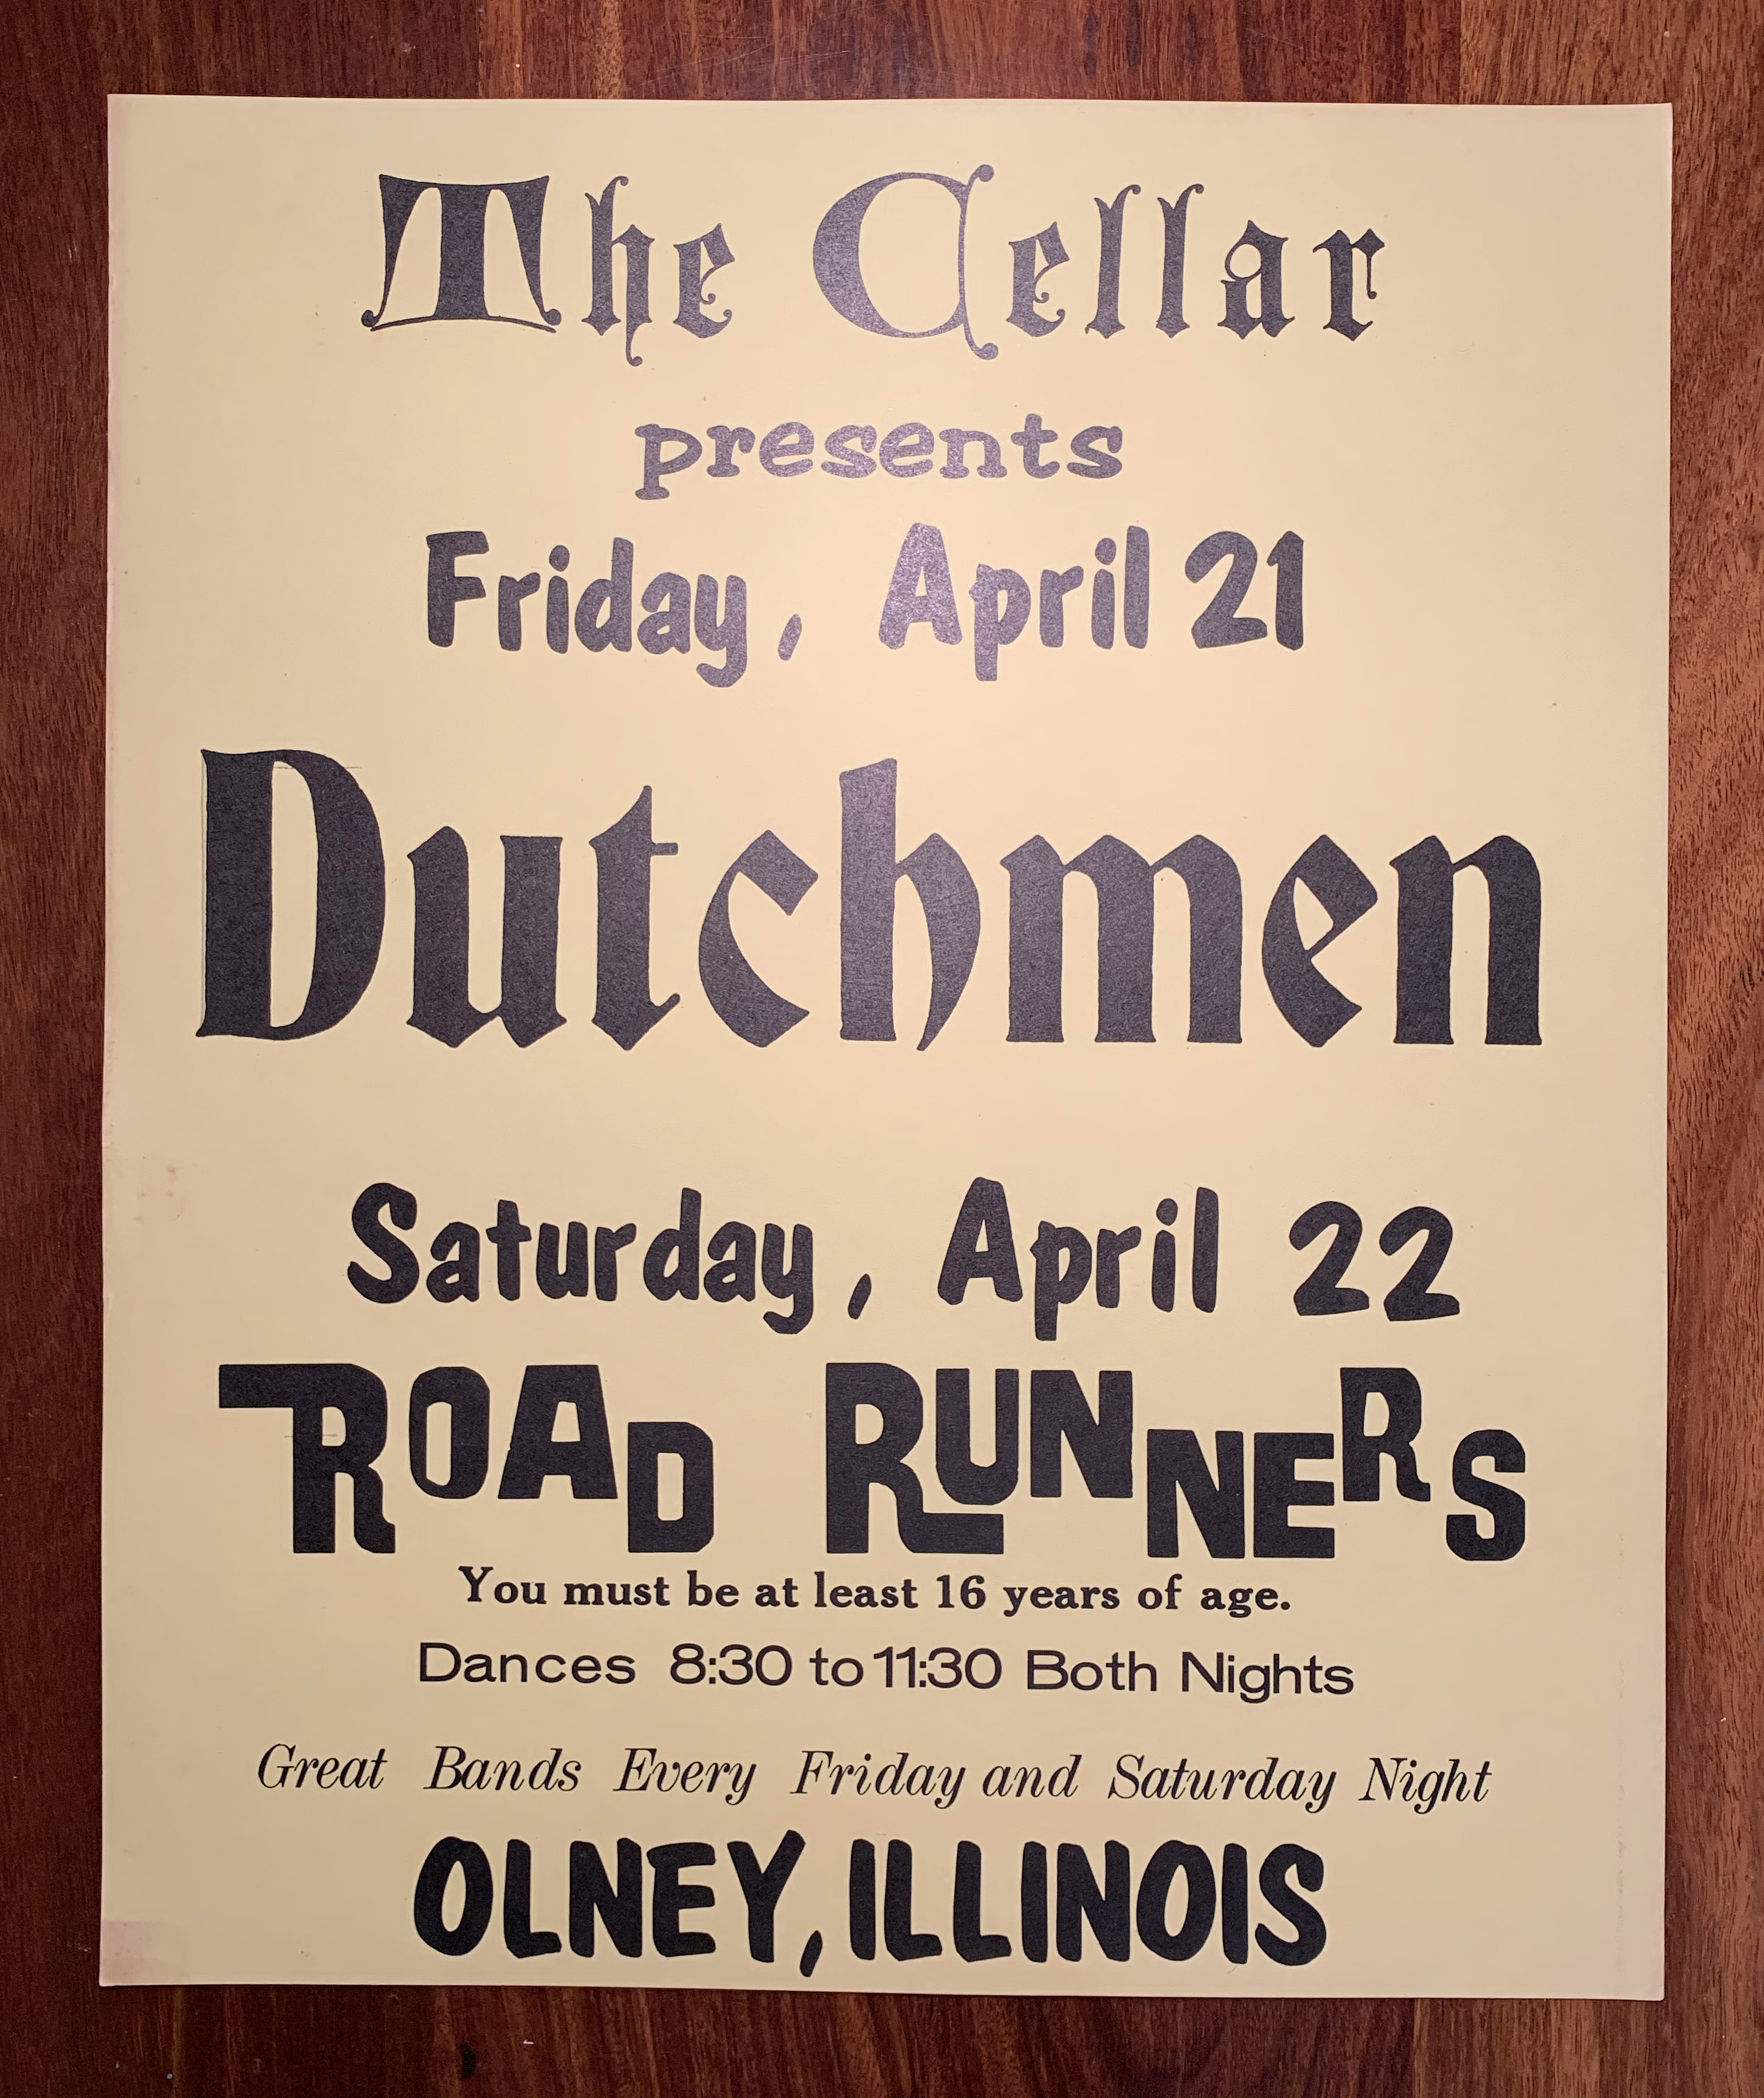 The Cellar
presents
Friday, April 21
Dutchmen
Saturday, April 22
ROAD RUNNERS
You must be at least 16 years of age.
Dances 8:30 to 11:30 Both Nights
Great Bands Every Friday and Saturday Night
OLNEY, ILLINOIS